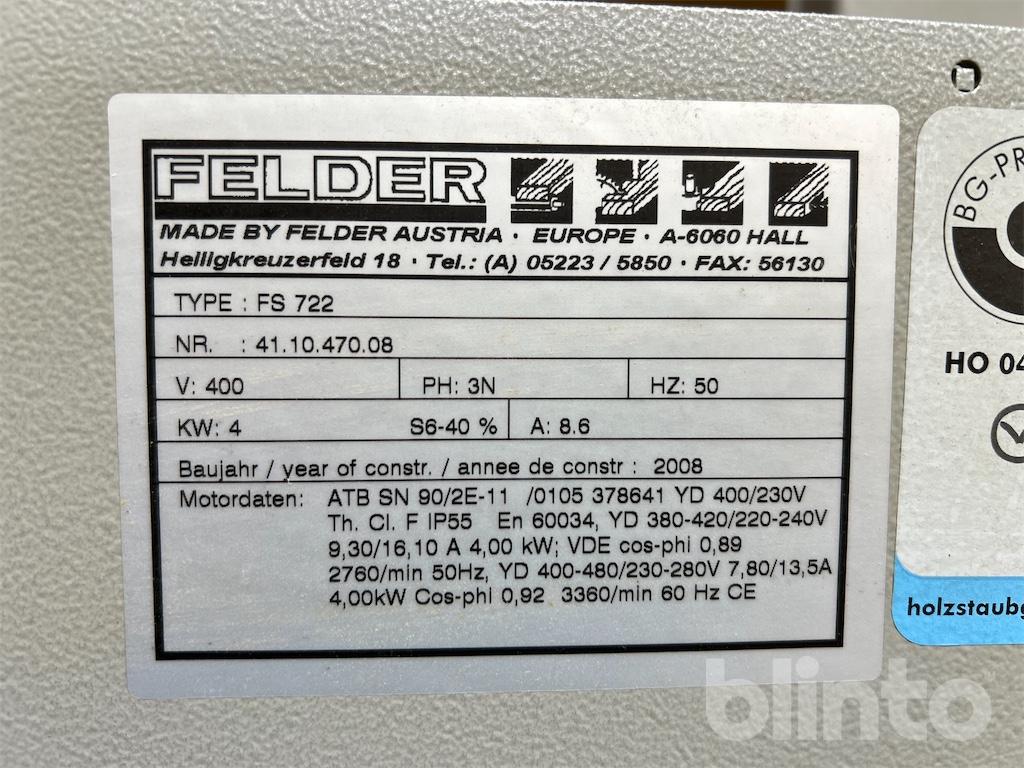 FELDER
MADE BY FELDER AUSTRIA · EUROPE · A-6060 HALL
Heiligkreuzerfeld 18 · Tel.: (A) 05223 / 5850 · FAX: 56130
TYPE : FS 722
NR. : 41.10.470.08
V: 400 PH: 3N HZ: 50
KW: 4 S6-40 % A: 8.6
Baujahr / year of constr. / annee de constr : 2008
Motordaten: ATB SN 90/2E-11 /0105 378641 YD 400/230V
Th. Cl. F IP55 En 60034, YD 380-420/220-240V
9,30/16,10 A 4,00 kW; VDE cos-phi 0,89
2760/min 50Hz, YD 400-480/230-280V 7,80/13,5A
4,00kW Cos-phi 0,92 3360/min 60 Hz CE
BG-PR
HO 04
holzstaubg
blinto